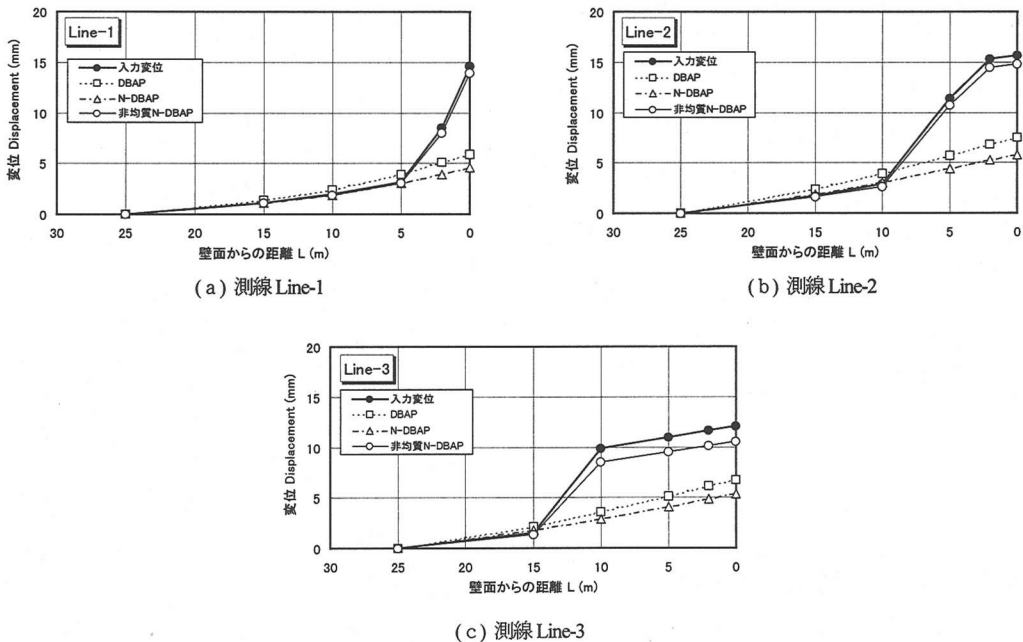 Line-1
入力変位
DBAP
N-DBAP
非均質N-DBAP
変位 Displacement (mm)
20
15
10
5
0
30 25 20 15 10 5 0
壁面からの距離 L (m)
(a) 測線 Line-1
Line-2
入力変位
DBAP
N-DBAP
非均質N-DBAP
変位 Displacement (mm)
20
15
10
5
0
30 25 20 15 10 5 0
壁面からの距離 L (m)
(b) 測線 Line-2
Line-3
入力変位
DBAP
N-DBAP
非均質N-DBAP
変位 Displacement (mm)
20
15
10
5
0
30 25 20 15 10 5 0
壁面からの距離 L (m)
(c) 測線 Line-3